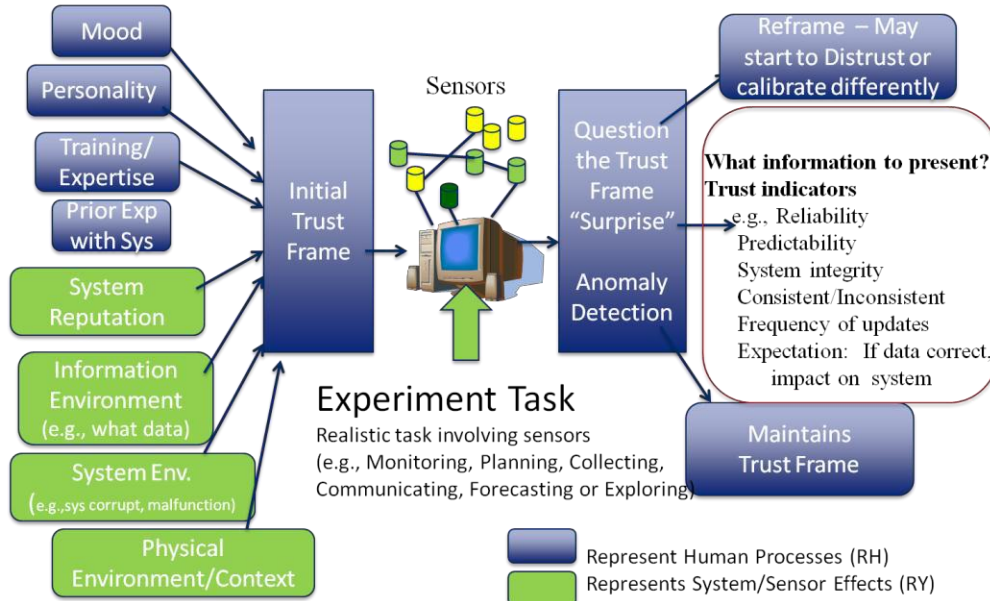 Mood
Personality
Training/
Expertise
Prior Exp
with Sys
System
Reputation
Information
Environment
(e.g., what data)
System Env.
(e.g.,sys corrupt, malfunction)
Physical
Environment/Context
Initial
Trust
Frame
Sensors
Experiment Task
Realistic task involving sensors
(e.g., Monitoring, Planning, Collecting,
Communicating, Forecasting or Exploring)
Question
the Trust
Frame
“Surprise”
Anomaly
Detection
Reframe – May
start to Distrust or
calibrate differently
What information to present?
Trust indicators
e.g., Reliability
Predictability
System integrity
Consistent/Inconsistent
Frequency of updates
Expectation: If data correct,
impact on system
Maintains
Trust Frame
Represent Human Processes (RH)
Represents System/Sensor Effects (RY)